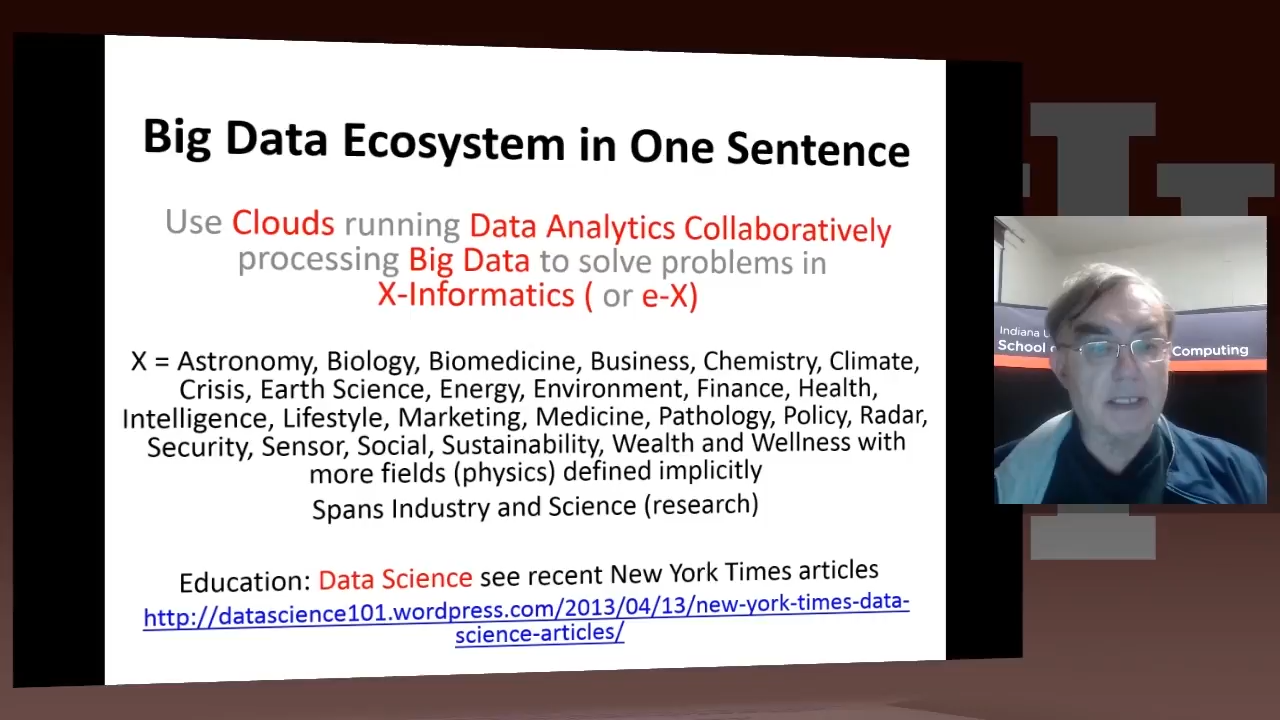 Big Data Ecosystem in One Sentence
Use Clouds running Data Analytics Collaboratively
processing Big Data to solve problems in
X-Informatics ( or e-X)
X = Astronomy, Biology, Biomedicine, Business, Chemistry, Climate,
Crisis, Earth Science, Energy, Environment, Finance, Health,
Intelligence, Lifestyle, Marketing, Medicine, Pathology, Policy, Radar,
Security, Sensor, Social, Sustainability, Wealth and Wellness with
more fields (physics) defined implicitly
Spans Industry and Science (research)
Education: Data Science see recent New York Times articles
http://datascience101.wordpress.com/2013/04/13/new-york-times-data-
science-articles/
Indiana
School Computing